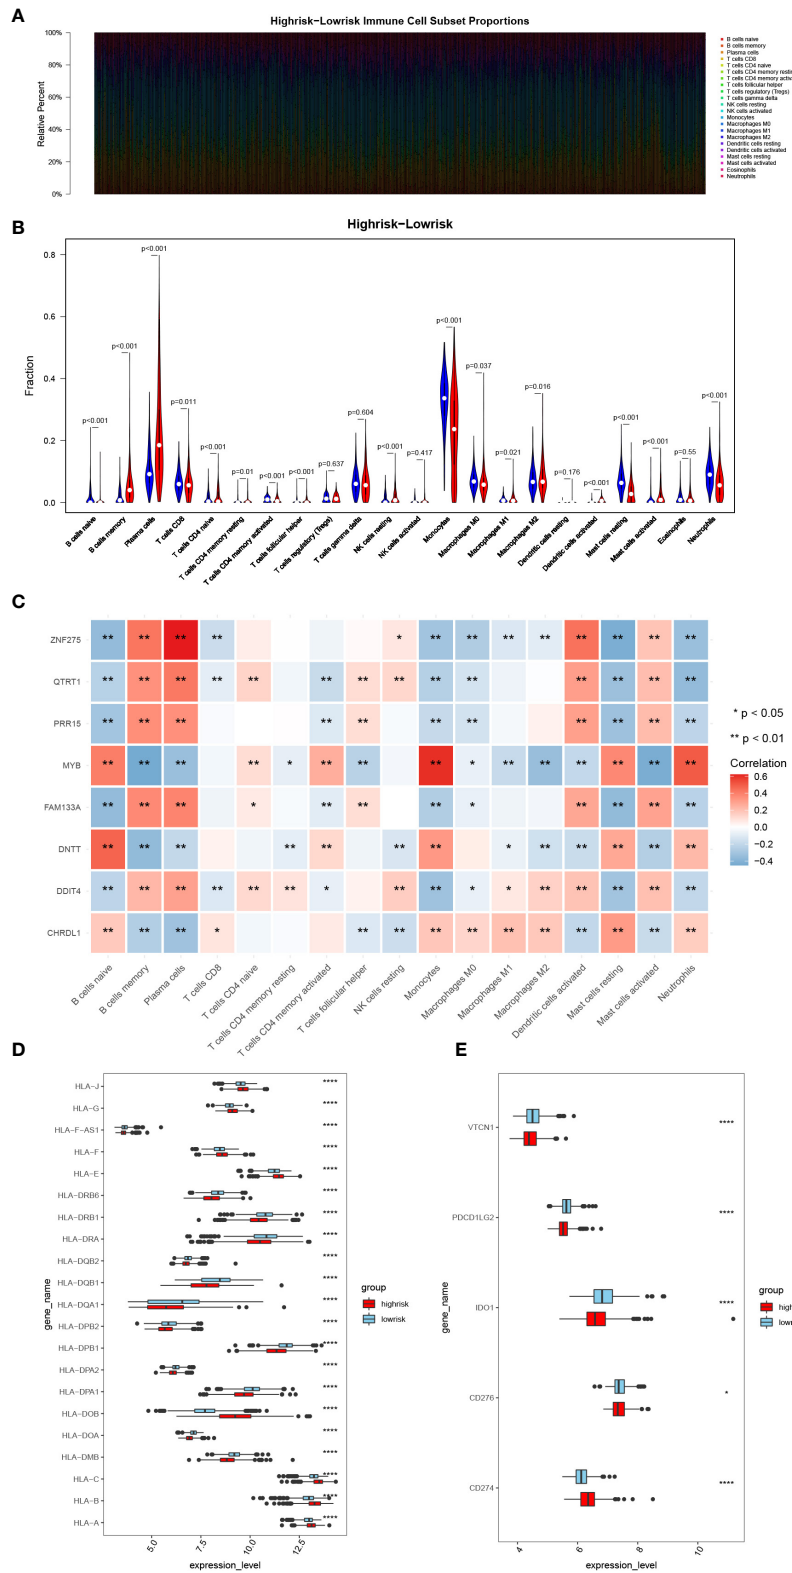 A
Highrisk−Lowrisk Immune Cell Subset Proportions
Relative Percent
100%
80%
60%
40%
20%
0%
B cells naive
B cells memory
Plasma cells
T cells CD8
T cells CD4 naive
T cells CD4 memory resti
T cells CD4 memory activ
T cells follicular helper
T cells regulatory (Tregs)
T cells gamma delta
NK cells resting
NK cells activated
Monocytes
Macrophages M0
Macrophages M1
Macrophages M2
Dendritic cells resting
Dendritic cells activated
Mast cells resting
Mast cells activated
Eosinophils
Neutrophils
B
Highrisk−Lowrisk
Fraction
0.8
0.6
0.4
0.2
0.0
p<0.001
p<0.001
p<0.001
p=0.011
p<0.001
p=0.01
p<0.001
p<0.001
p=0.637
p=0.604
p<0.001
p=0.417
p<0.001
p=0.037
p=0.021
p=0.016
p=0.176
p<0.001
p<0.001
p<0.001
p=0.55
p<0.001
B cells naive
B cells memory
Plasma cells
T cells CD8
T cells CD4 naive
T cells CD4 memory resting
T cells CD4 memory activated
T cells follicular helper
T cells regulatory (Tregs)
T cells gamma delta
NK cells resting
NK cells activated
Monocytes
Macrophages M0
Macrophages M1
Macrophages M2
Dendritic cells resting
Dendritic cells activated
Mast cells resting
Mast cells activated
Eosinophils
Neutrophils
C
ZNF275 ** ** ** ** * ** ** ** ** ** ** ** **
QTRT1 ** ** ** ** ** ** ** ** ** ** ** ** ** **
PRR15 ** ** ** ** ** ** ** ** ** ** **
MYB ** ** ** ** * ** ** ** * ** ** ** ** ** **
FAM133A ** ** ** * ** ** ** * ** ** ** **
DNTT ** ** ** ** ** ** ** * ** ** ** ** **
DDIT4 ** ** ** ** ** ** * ** ** * * ** ** ** ** **
CHRDL1 ** ** ** * ** ** ** ** ** ** ** ** ** **
B cells naive
B cells memory
Plasma cells
T cells CD8
T cells CD4 naive
T cells CD4 memory resting
T cells CD4 memory activated
T cells follicular helper
NK cells resting
Monocytes
Macrophages M0
Macrophages M1
Macrophages M2
Dendritic cells activated
Mast cells resting
Mast cells activated
Neutrophils
* p < 0.05
** p < 0.01
Correlation
0.6
0.4
0.2
0.0
−0.2
−0.4
D
gene_name
HLA-J ****
HLA-G ****
HLA-F-AS1 ****
HLA-F ****
HLA-E ****
HLA-DRB6 ****
HLA-DRB1 ****
HLA-DRA ****
HLA-DQB2 ****
HLA-DQB1 ****
HLA-DQA1 ****
HLA-DPB2 ****
HLA-DPB1 ****
HLA-DPA2 ****
HLA-DPA1 ****
HLA-DOB ****
HLA-DOA ****
HLA-DMB ****
HLA-C ****
HLA-B ****
HLA-A ****
5.0
7.5
10.0
12.5
expression_level
group
highrisk
lowrisk
E
gene_name
VTCN1 ****
PDCD1LG2 ****
IDO1 ****
CD276 *
CD274 ****
4
6
8
10
expression_level
group
high
lowr